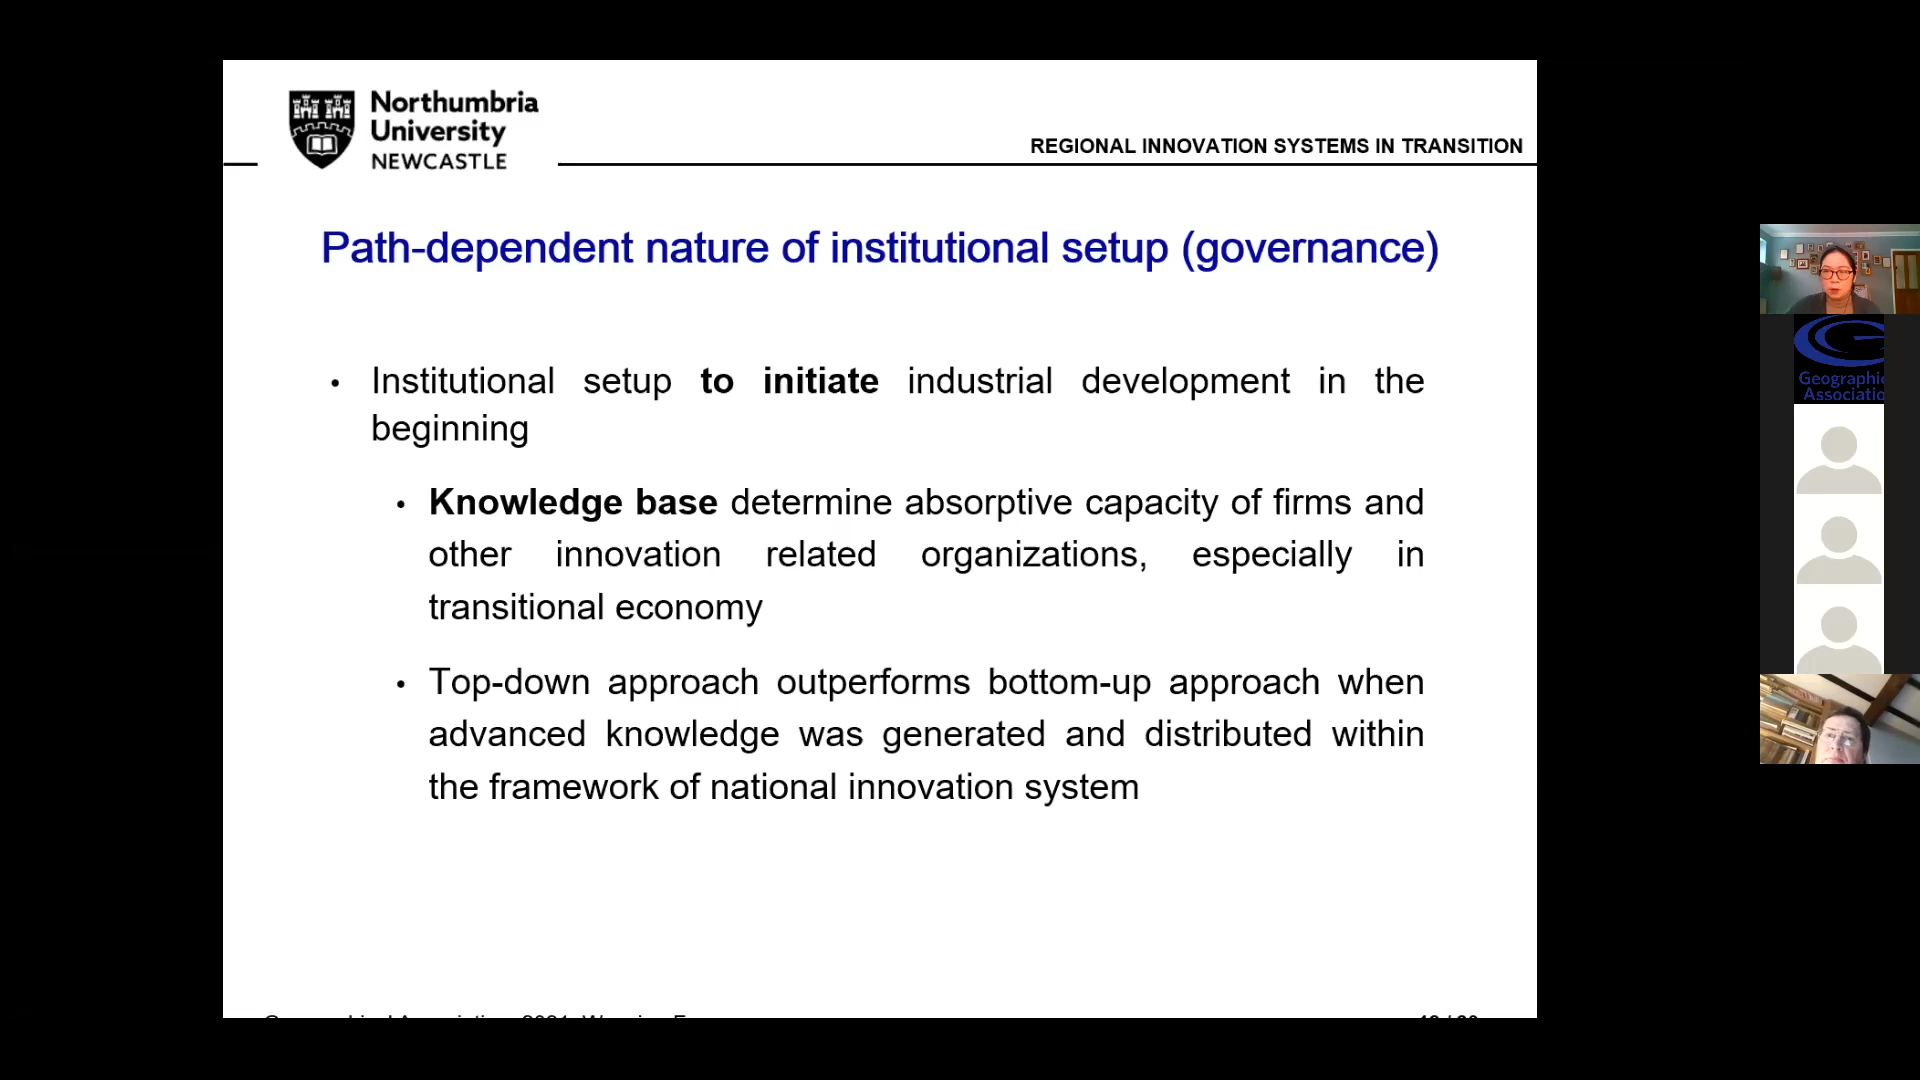 Northumbria
University
NEWCASTLE
REGIONAL INNOVATION SYSTEMS IN TRANSITION
Path-dependent nature of institutional setup (governance)
• Institutional setup to initiate industrial development in the
beginning
• Knowledge base determine absorptive capacity of firms and
other innovation related organizations, especially in
transitional economy
• Top-down approach outperforms bottom-up approach when
advanced knowledge was generated and distributed within
the framework of national innovation system